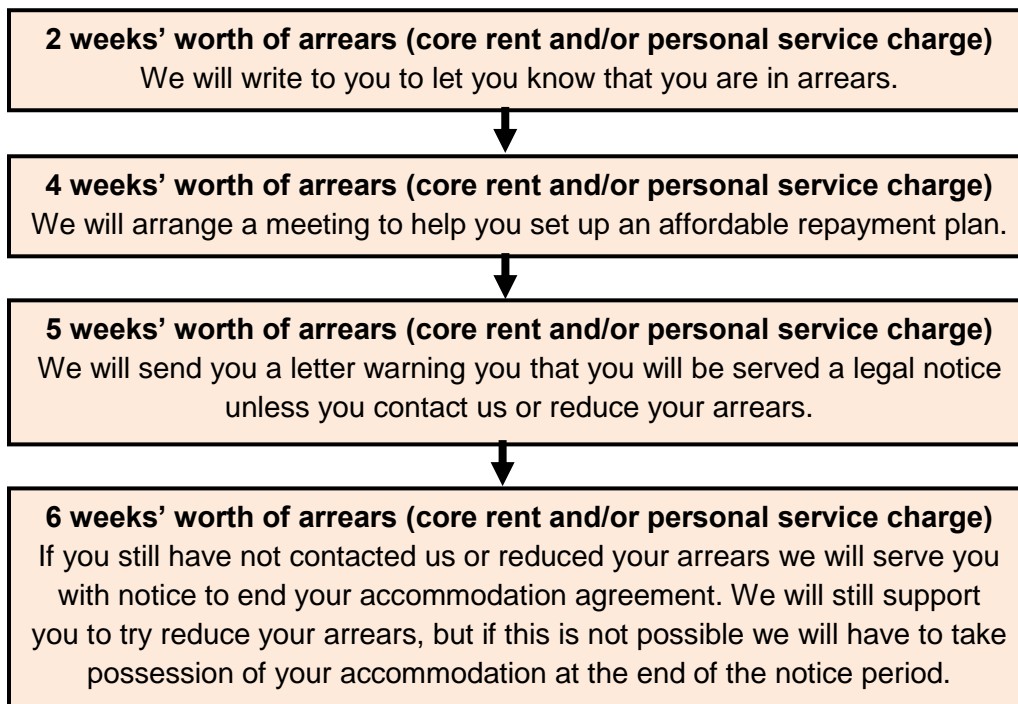 2 weeks’ worth of arrears (core rent and/or personal service charge)
We will write to you to let you know that you are in arrears.
4 weeks’ worth of arrears (core rent and/or personal service charge)
We will arrange a meeting to help you set up an affordable repayment plan.
5 weeks’ worth of arrears (core rent and/or personal service charge)
We will send you a letter warning you that you will be served a legal notice
unless you contact us or reduce your arrears.
6 weeks’ worth of arrears (core rent and/or personal service charge)
If you still have not contacted us or reduced your arrears we will serve you
with notice to end your accommodation agreement. We will still support
you to try reduce your arrears, but if this is not possible we will have to take
possession of your accommodation at the end of the notice period.